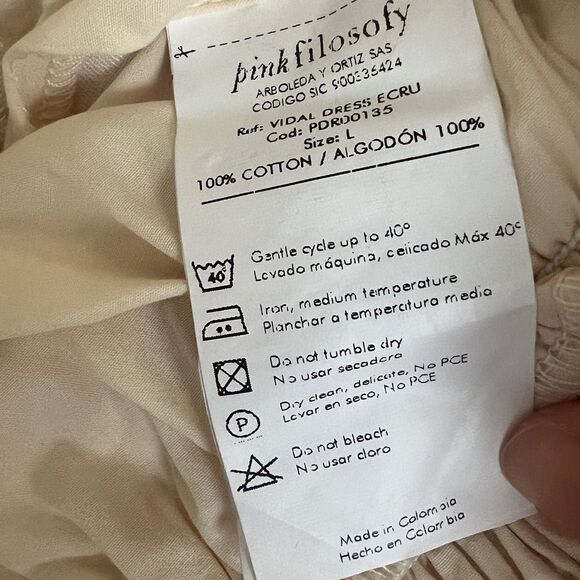 pinkfilosofy
ARBOLEDA Y ORTIZ SAS
CODIGO SIC 900336424
Ref: VIDAL DRESS ECRU
Cod: PDR00135
Size: L
100% COTTON / ALGODÓN 100%
40° Gentle cycle up to 40°
Lavado máquina, delicado Máx 40°
Iron, medium temperature
Planchar a temperatura media
Do not tumble dry
No usar secadora
P Dry clean, delicate, No PCE
Lavar en seco, No PCE
Do not bleach
No usar cloro
Made in Colombia
Hecho en Colombia